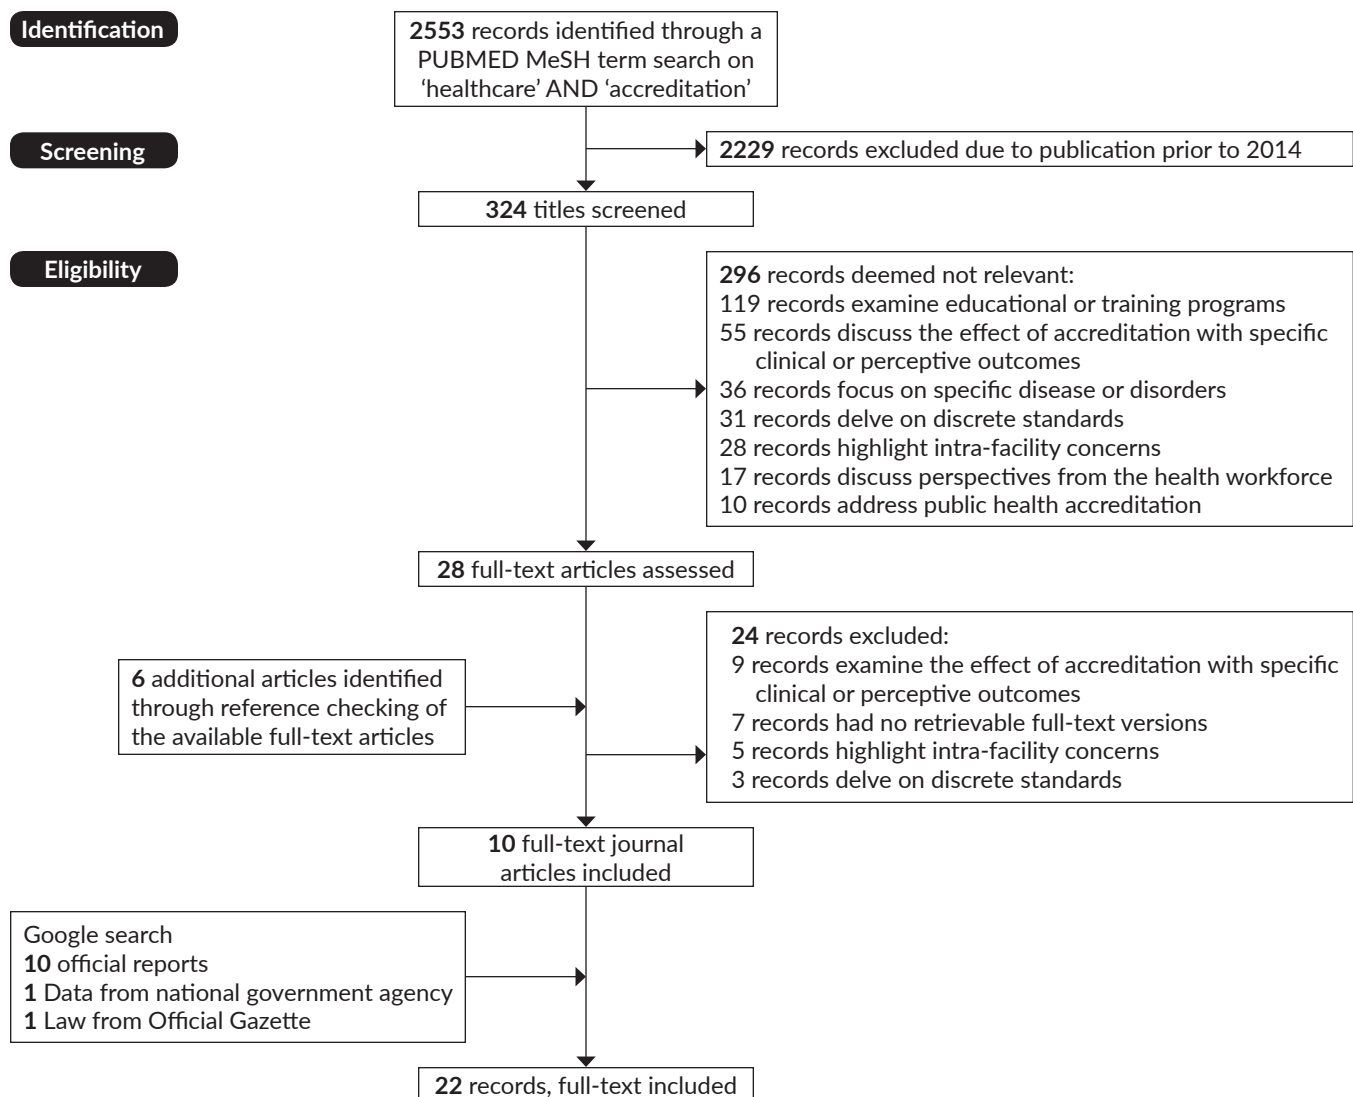 Identification
2553 records identified through a
PUBMED MeSH term search on
‘healthcare’ AND ‘accreditation’
Screening
2229 records excluded due to publication prior to 2014
324 titles screened
Eligibility
296 records deemed not relevant:
119 records examine educational or training programs
55 records discuss the effect of accreditation with specific
clinical or perceptive outcomes
36 records focus on specific disease or disorders
31 records delve on discrete standards
28 records highlight intra-facility concerns
17 records discuss perspectives from the health workforce
10 records address public health accreditation
28 full-text articles assessed
6 additional articles identified
through reference checking of
the available full-text articles
24 records excluded:
9 records examine the effect of accreditation with specific
clinical or perceptive outcomes
7 records had no retrievable full-text versions
5 records highlight intra-facility concerns
3 records delve on discrete standards
10 full-text journal
articles included
Google search
10 official reports
1 Data from national government agency
1 Law from Official Gazette
22 records, full-text included